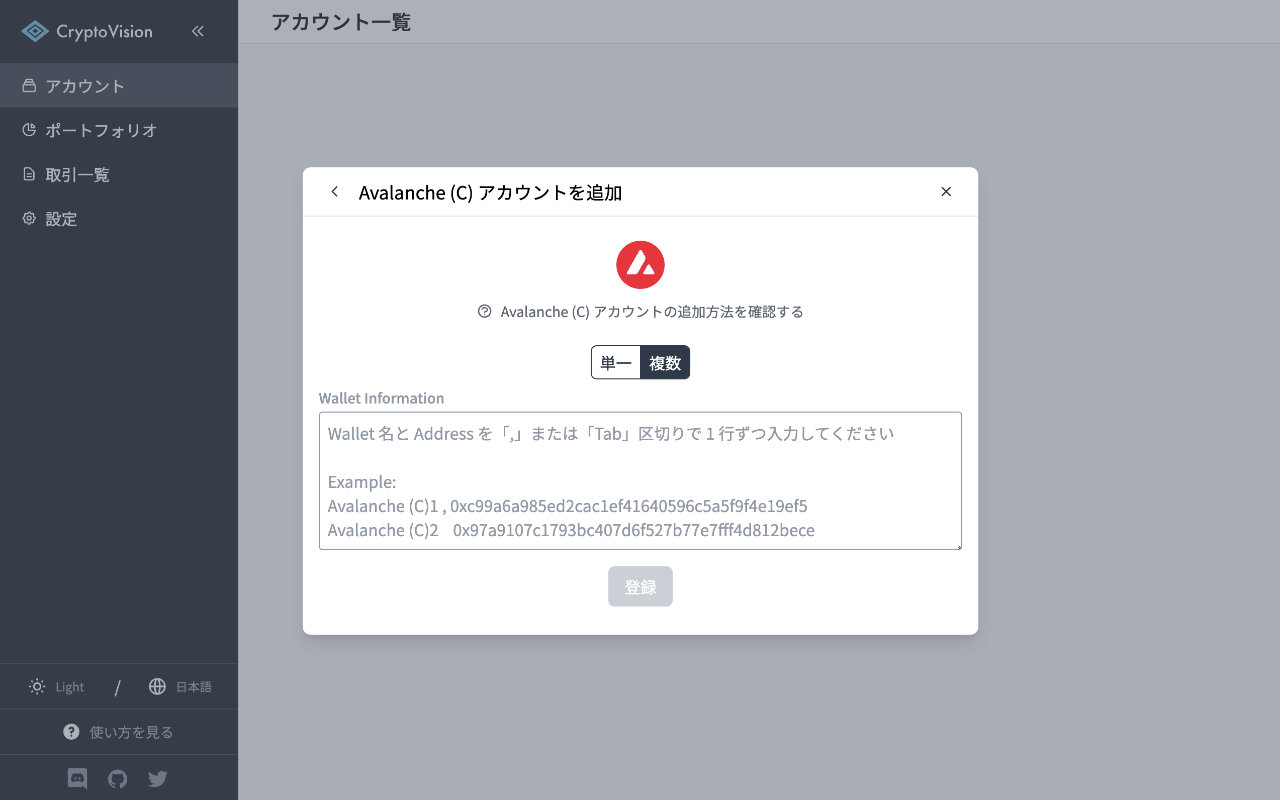 CryptoVision
アカウント
ポートフォリオ
取引一覧
設定
Light / 日本語
使い方を見る
アカウント一覧
Avalanche (C) アカウントを追加
Avalanche (C) アカウントの追加方法を確認する
単一 複数
Wallet Information
Wallet 名と Address を「,」または「Tab」区切りで 1 行ずつ入力してください
Example:
Avalanche (C)1 , 0xc99a6a985ed2cac1ef41640596c5a5f9f4e19ef5
Avalanche (C)2 0x97a9107c1793bc407d6f527b77e7fff4d812bece
登録